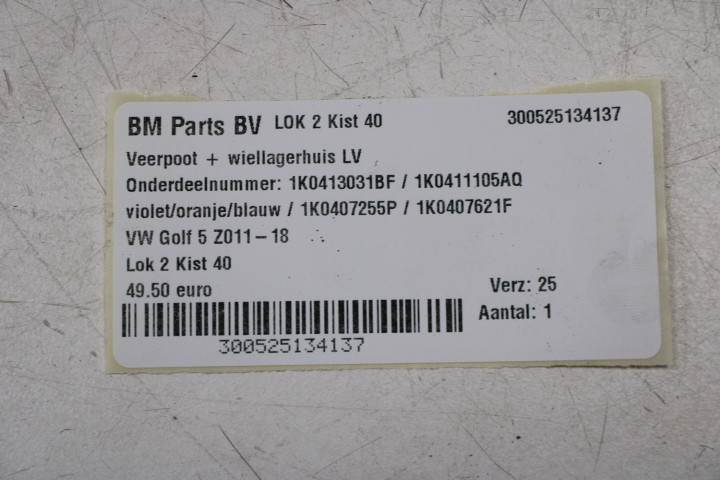 BM Parts BV LOK 2 Kist 40 300525134137
Veerpoot + wiellagerhuis LV
Onderdeelnummer: 1K0413031BF / 1K0411105AQ
violet/oranje/blauw / 1K0407255P / 1K0407621F
VW Golf 5 Z011-18
Lok 2 Kist 40
49.50 euro Verz: 25
Aantal: 1
300525134137